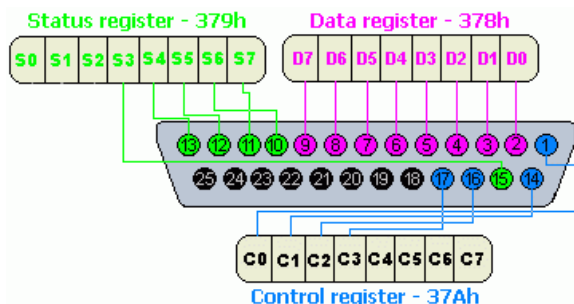 Status register - 379h Data register - 378h
S0 S1 S2 S3 S4 S5 S6 S7 D7 D6 D5 D4 D3 D2 D1 D0
13 12 11 10 9 8 7 6 5 4 3 2 1
25 24 23 22 21 20 19 18 17 16 15 14
C0 C1 C2 C3 C4 C5 C6 C7
Control register - 37Ah